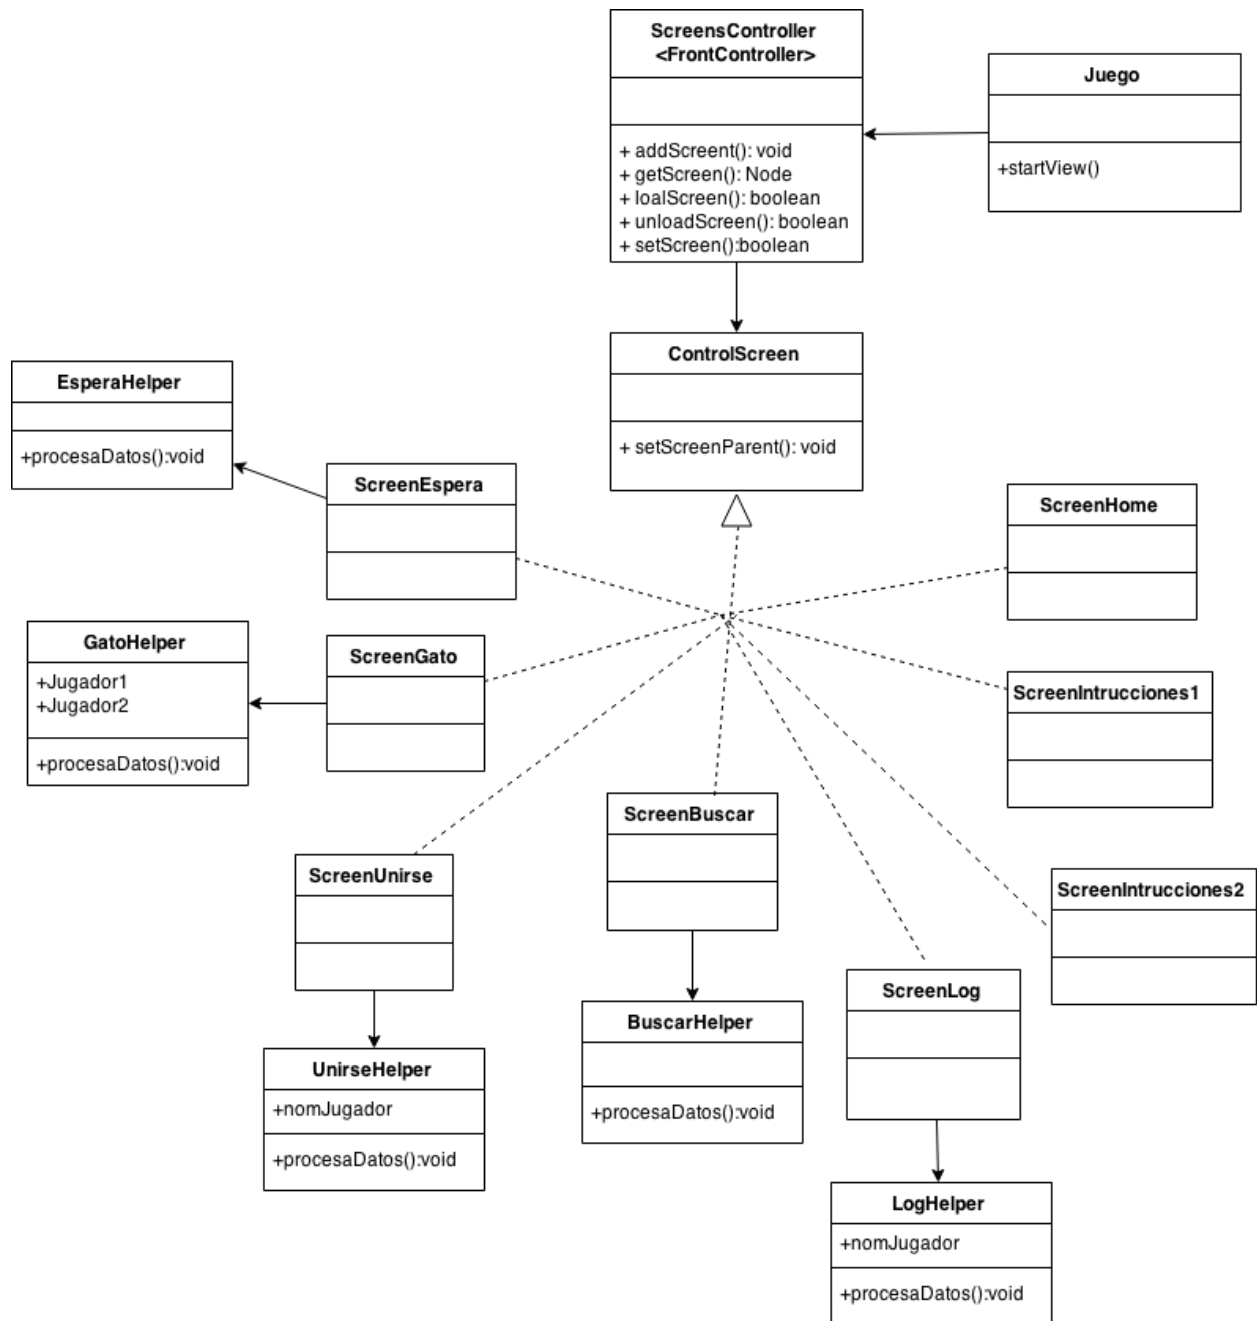 ScreensController
<FrontController>
+ addScreent(): void
+ getScreen(): Node
+ loalScreen(): boolean
+ unloadScreen(): boolean
+ setScreen():boolean
Juego
+startView()
ControlScreen
+ setScreenParent(): void
EsperaHelper
+procesaDatos():void
ScreenEspera
ScreenHome
GatoHelper
+Jugador1
+Jugador2
+procesaDatos():void
ScreenGato
ScreenIntrucciones1
ScreenBuscar
ScreenUnirse
ScreenIntrucciones2
ScreenLog
BuscarHelper
+procesaDatos():void
UnirseHelper
+nomJugador
+procesaDatos():void
LogHelper
+nomJugador
+procesaDatos():void